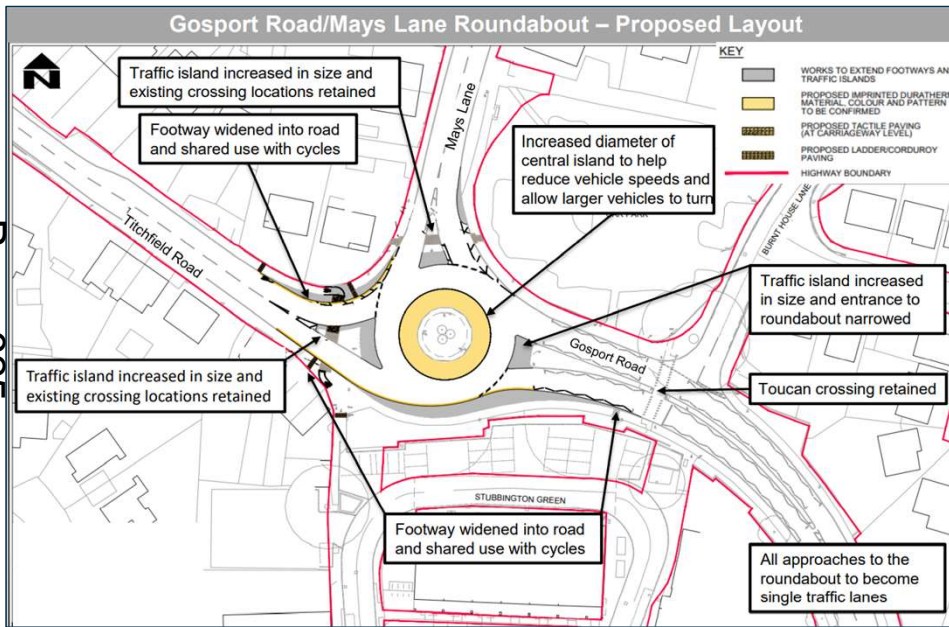 Gosport Road/Mays Lane Roundabout – Proposed Layout
KEY
WORKS TO EXTEND FOOTWAYS AN
TRAFFIC ISLANDS
PROPOSED IMPRINTED DURATHER
MATERIAL, COLOUR AND PATTERN
TO BE CONFIRMED
PROPOSED TACTILE PAVING
(AT CARRIAGEWAY LEVEL)
PROPOSED LADDER/CORDUROY
PAVING
HIGHWAY BOUNDARY
N
Traffic island increased in size and
existing crossing locations retained
Footway widened into road
and shared use with cycles
Mays Lane
Increased diameter of
central island to help
reduce vehicle speeds and
allow larger vehicles to turn
BURNT HOUSE LANE
Titchfield Road
Traffic island increased
in size and entrance to
roundabout narrowed
Gosport Road
Traffic island increased in size and
existing crossing locations retained
Toucan crossing retained
STUBBINGTON GREEN
Footway widened into road
and shared use with cycles
All approaches to the
roundabout to become
single traffic lanes